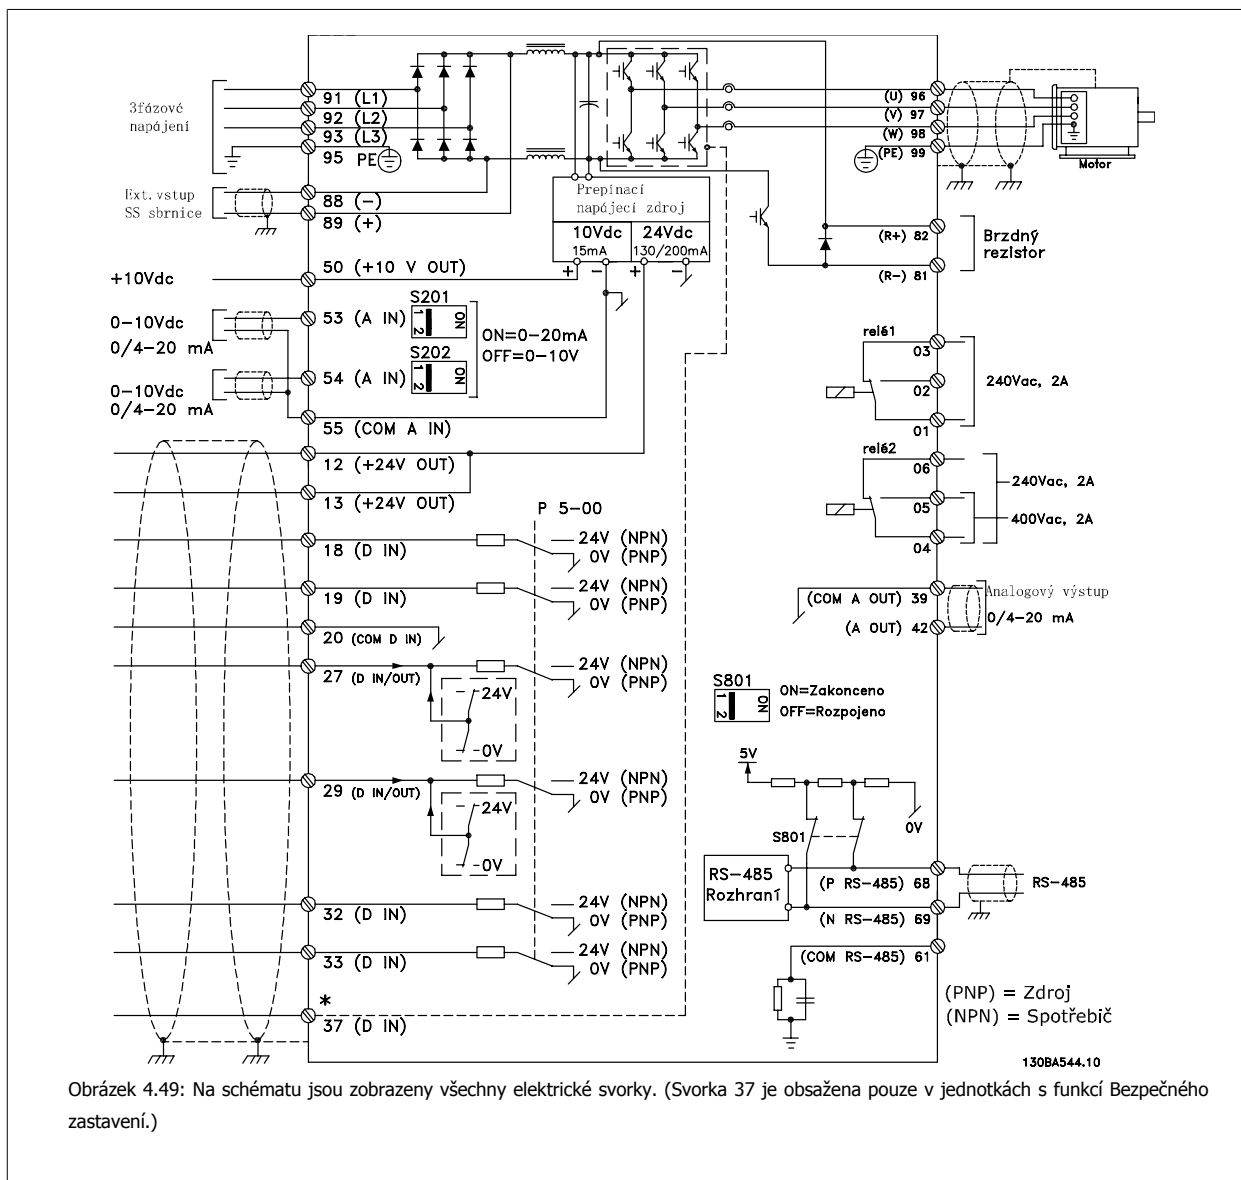 3fázové
napájení
91 (L1)
92 (L2)
93 (L3)
95 PE
Ext. vstup
SS sbrnice
88 (-)
89 (+)
Prepínací
napájecí zdroj
10Vdc
15mA
24Vdc
130/200mA
+ - + -
(U) 96
(V) 97
(W) 98
(PE) 99
Motor
(R+) 82
(R-) 81
Brzdný
rezistor
+10Vdc
50 (+10 V OUT)
0-10Vdc
0/4-20 mA
53 (A IN)
S201
1 2
ON
ON=0-20mA
OFF=0-10V
S202
1 2
ON
0-10Vdc
0/4-20 mA
54 (A IN)
55 (COM A IN)
12 (+24V OUT)
13 (+24V OUT)
relé1
03
02
01
240Vac, 2A
relé2
06
05
04
240Vac, 2A
400Vac, 2A
P 5-00
18 (D IN)
24V (NPN)
0V (PNP)
19 (D IN)
24V (NPN)
0V (PNP)
20 (COM D IN)
27 (D IN/OUT)
24V (NPN)
0V (PNP)
24V
0V
29 (D IN/OUT)
24V (NPN)
0V (PNP)
24V
0V
32 (D IN)
24V (NPN)
0V (PNP)
33 (D IN)
24V (NPN)
0V (PNP)
*
37 (D IN)
(COM A OUT) 39
(A OUT) 42
Analogový výstup
0/4-20 mA
S801
1 2
ON
ON=Zakonceno
OFF=Rozpojeno
5V
0V
S801
RS-485
Rozhraní
(P RS-485) 68
(N RS-485) 69
RS-485
(COM RS-485) 61
(PNP) = Zdroj
(NPN) = Spotřebič
130BA544.10
Obrázek 4.49: Na schématu jsou zobrazeny všechny elektrické svorky. (Svorka 37 je obsažena pouze v jednotkách s funkcí Bezpečného
zastavení.)